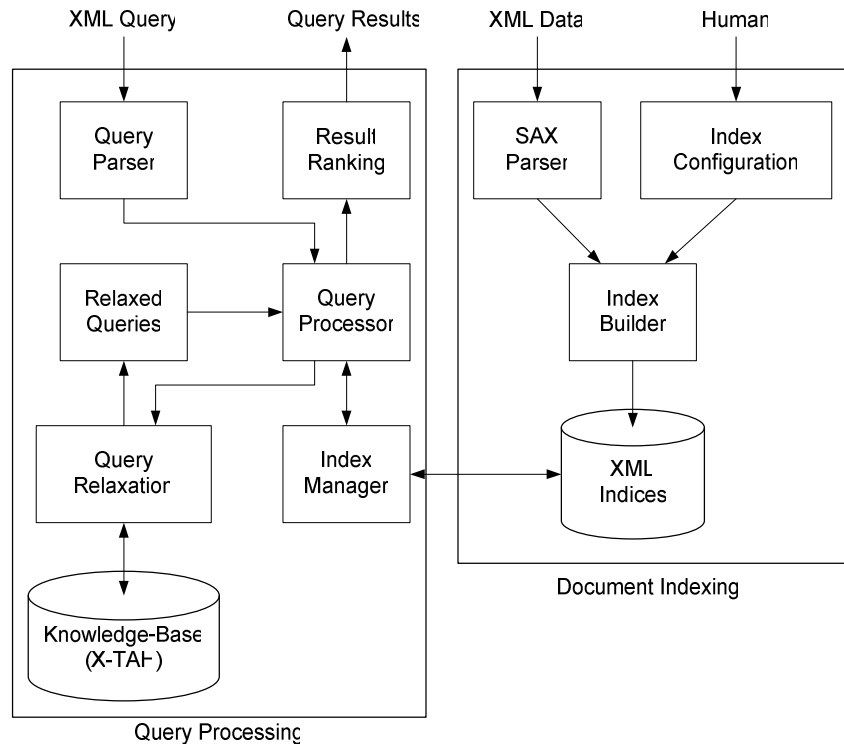 XML Query
Query Results
XML Data
Human
Query
Parser
Result
Ranking
SAX
Parser
Index
Configuration
Relaxed
Queries
Query
Processor
Index
Builder
Query
Relaxation
Index
Manager
XML
Indices
Document Indexing
Knowledge-Base
(X-TAH)
Query Processing